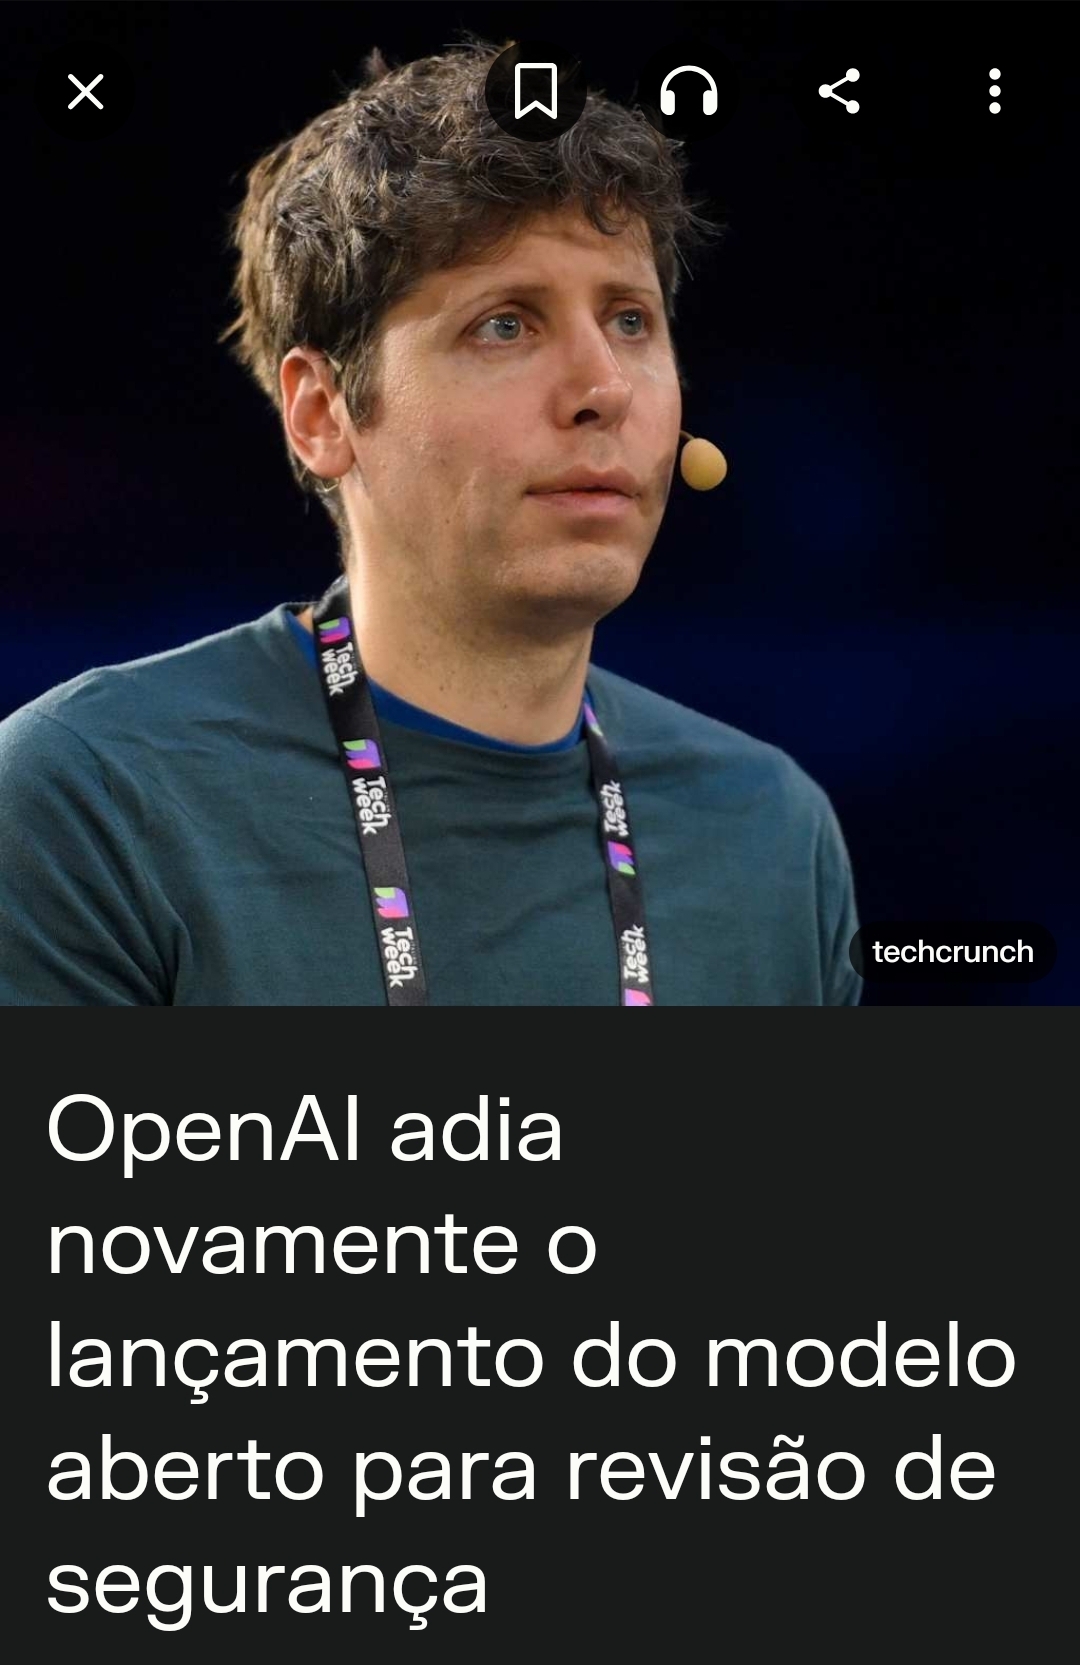 Tech
week
Tech
week
Tech
week
Tech
week
Tech
week
techcrunch
OpenAI adia
novamente o
lançamento do modelo
aberto para revisão de
segurança